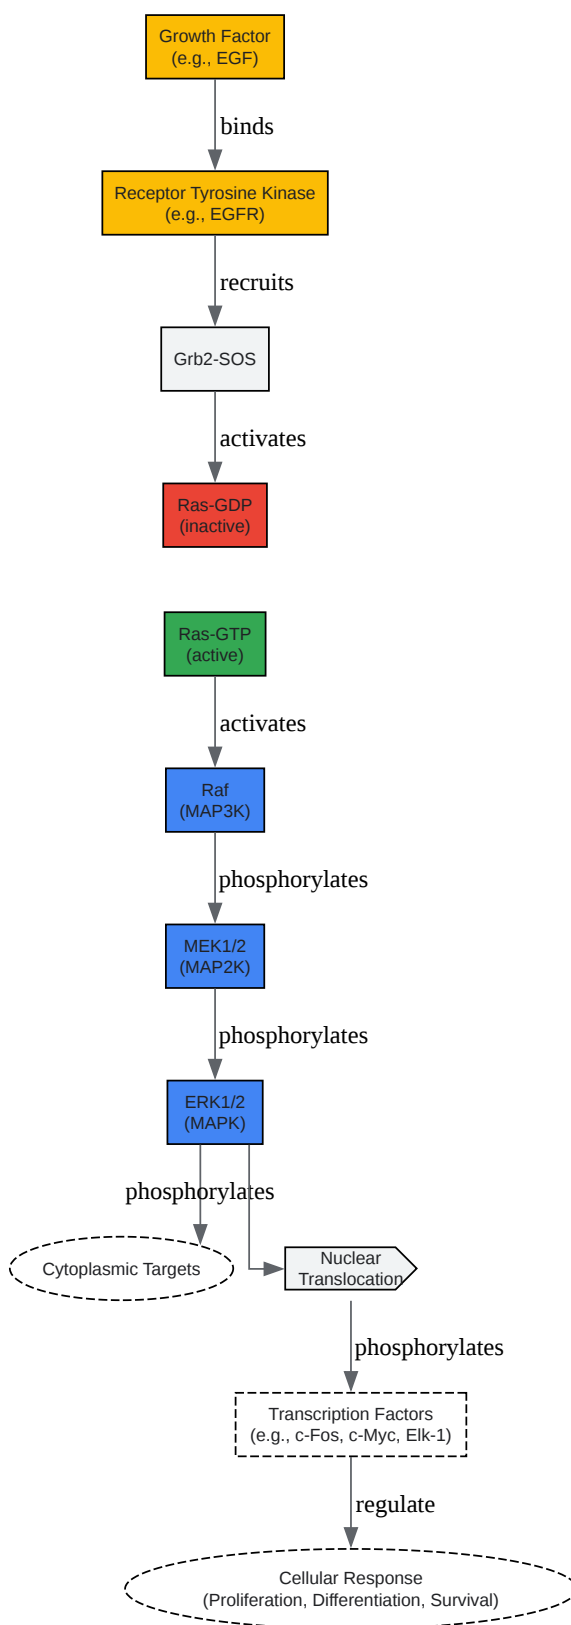 Growth Factor
(e.g., EGF)
binds
Receptor Tyrosine Kinase
(e.g., EGFR)
recruits
Grb2-SOS
activates
Ras-GDP
(inactive)
Ras-GTP
(active)
activates
Raf
(MAP3K)
phosphorylates
MEK1/2
(MAP2K)
phosphorylates
ERK1/2
(MAPK)
phosphorylates
Cytoplasmic Targets
Nuclear
Translocation
phosphorylates
Transcription Factors
(e.g., c-Fos, c-Myc, Elk-1)
regulate
Cellular Response
(Proliferation, Differentiation, Survival)